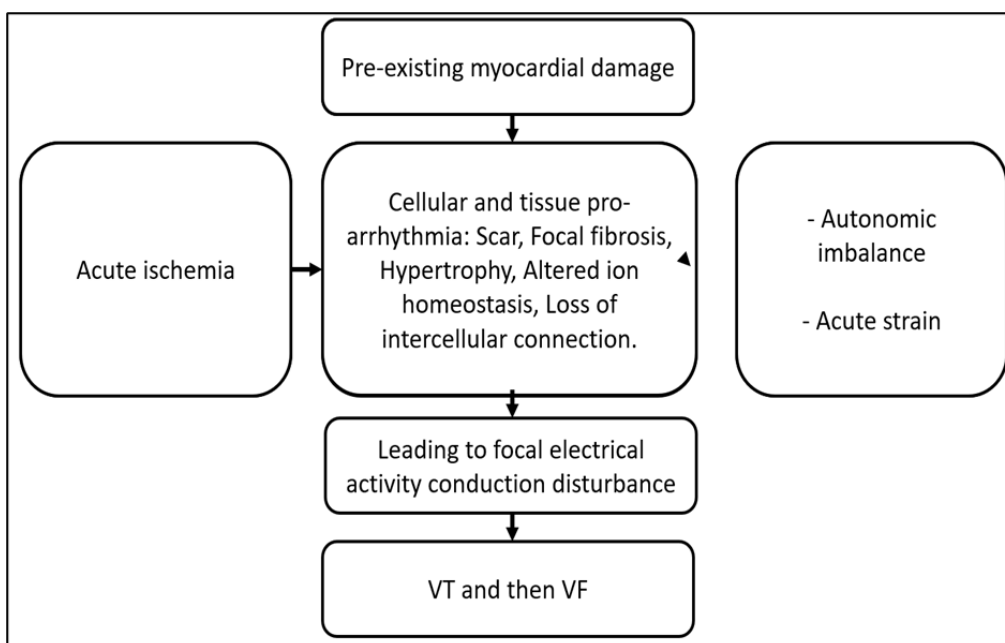 Pre-existing myocardial damage
Acute ischemia
Cellular and tissue pro-
arrhythmia: Scar, Focal fibrosis,
Hypertrophy, Altered ion
homeostasis, Loss of
intercellular connection.
- Autonomic
imbalance
- Acute strain
Leading to focal electrical
activity conduction disturbance
VT and then VF